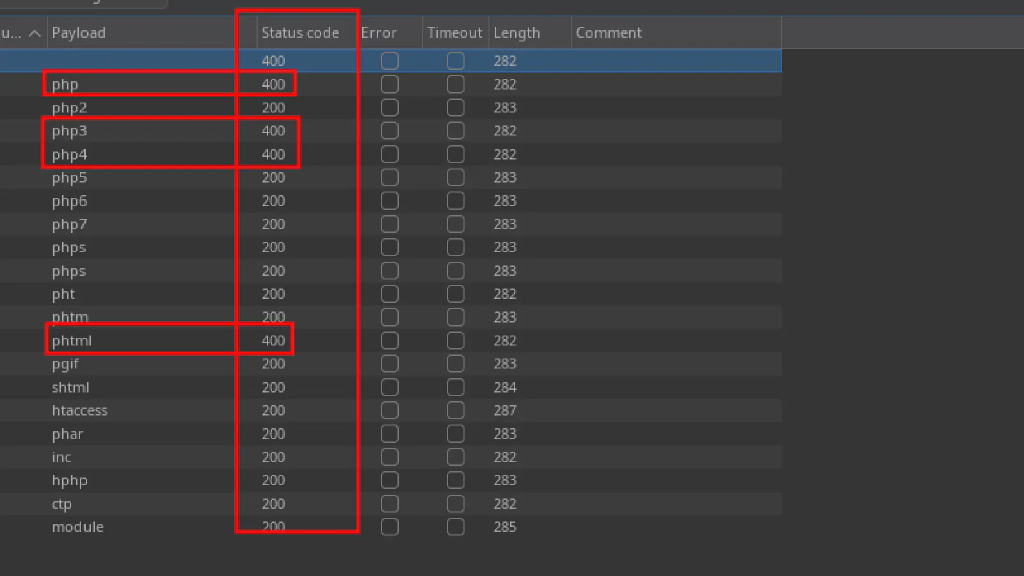 u... Payload Status code Error Timeout Length Comment
400 282
php 400 282
php2 200 283
php3 400 282
php4 400 282
php5 200 283
php6 200 283
php7 200 283
phps 200 283
phps 200 283
pht 200 282
phtm 200 283
phtml 400 282
pgif 200 283
shtml 200 284
htaccess 200 287
phar 200 283
inc 200 282
hphp 200 283
ctp 200 282
module 200 285